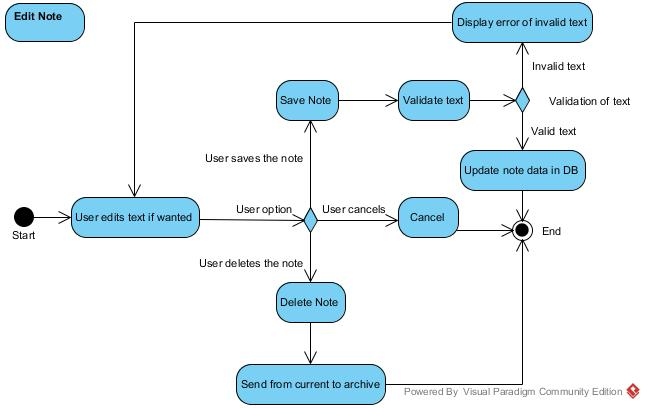 Edit Note
Display error of invalid text
Invalid text
Save Note
Validate text
Validation of text
Valid text
User saves the note
Update note data in DB
User edits text if wanted
User option
User cancels
Cancel
Start
End
User deletes the note
Delete Note
Send from current to archive
Powered By Visual Paradigm Community Edition